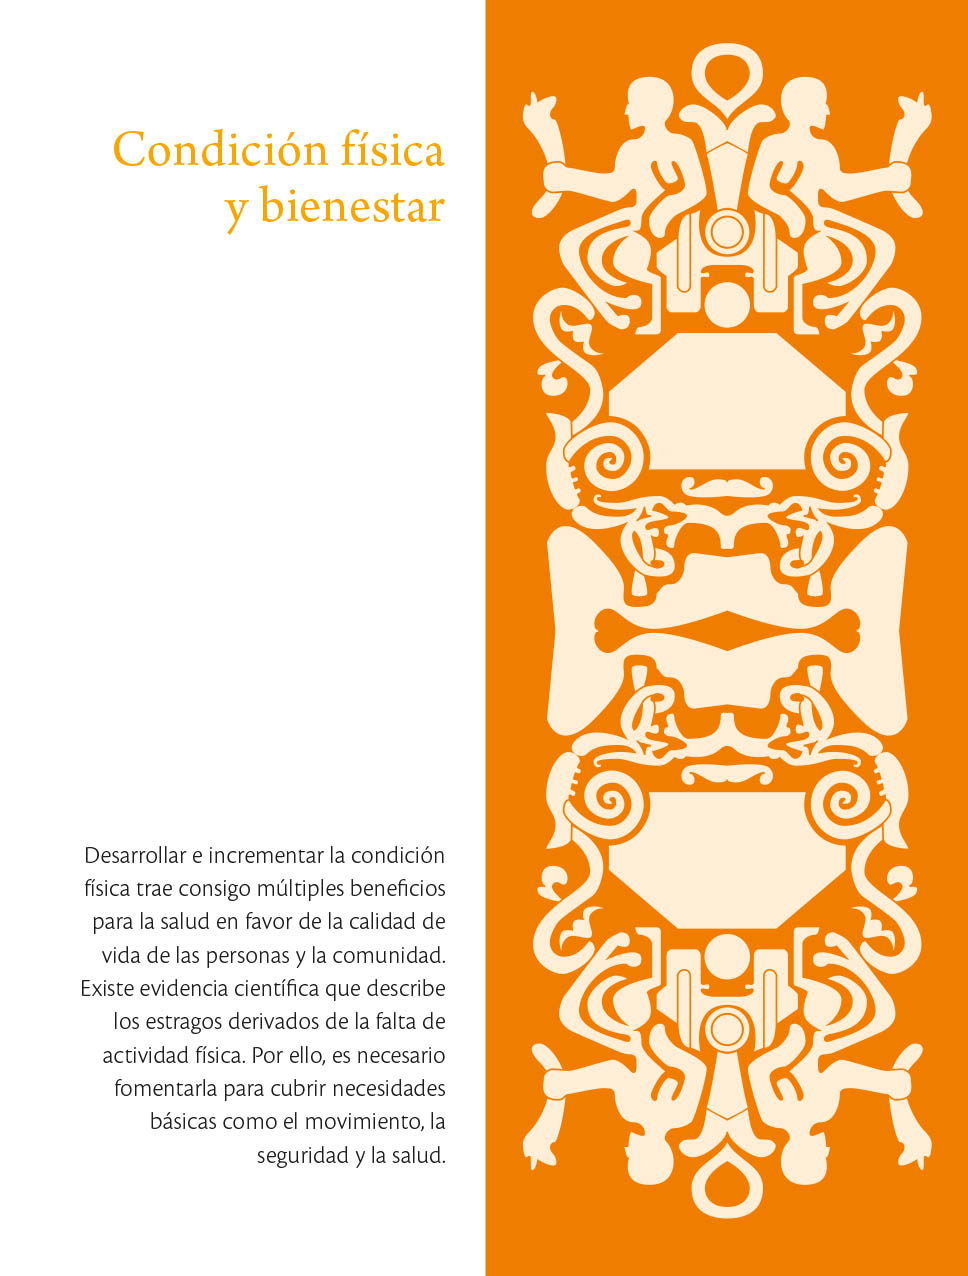 Condición física
y bienestar
Desarrollar e incrementar la condición
física trae consigo múltiples beneficios
para la salud en favor de la calidad de
vida de las personas y la comunidad.
Existe evidencia científica que describe
los estragos derivados de la falta de
actividad física. Por ello, es necesario
fomentarla para cubrir necesidades
básicas como el movimiento, la
seguridad y la salud.